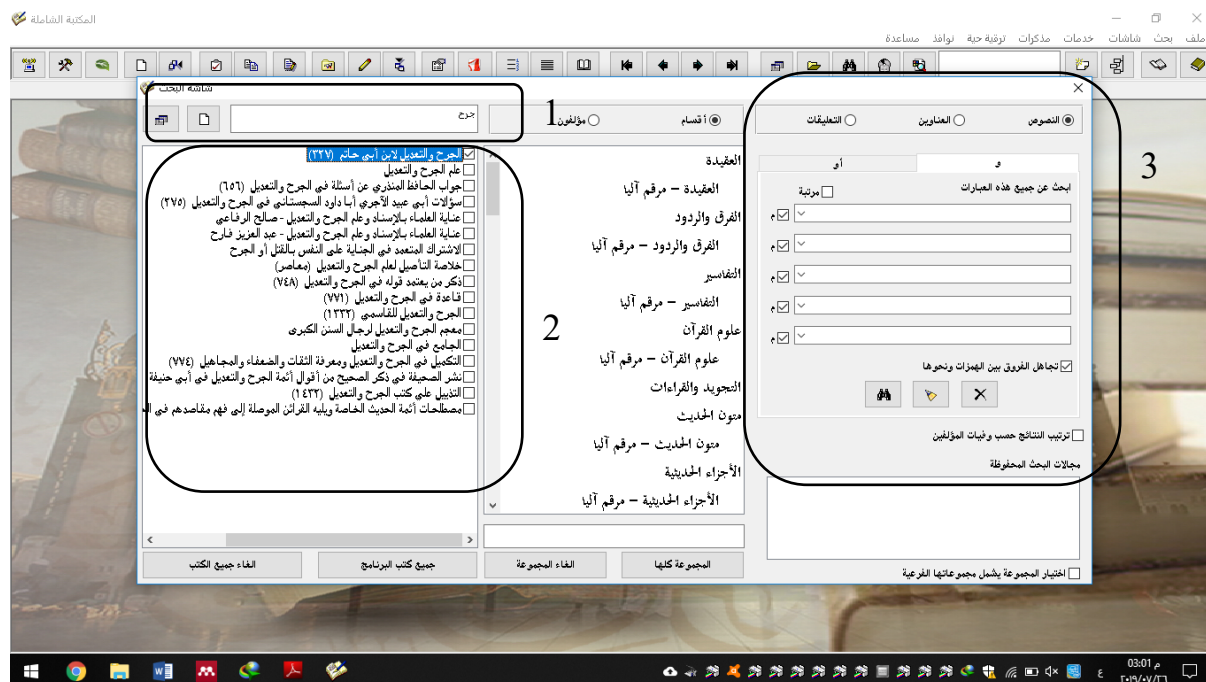 المكتبة الشاملة
ملف بحث شاشات خدمات مذكرات ترقية حية نوافذ مساعدة
شاشة البحث
1
جرح
أقسام
مؤلفون
النصوص
العناوين
التعليقات
3
و
أو
ابحث عن جميع هذه العبارات
مرتبة
م
م
م
م
م
تجاهل الفروق بين الهمزات ونحوها
ترتيب النتائج حسب وفيات المؤلفين
مجالات البحث المحفوظة
اختيار المجموعة يشمل مجموعاتها الفرعية
العقيدة
العقيدة - مرقم آليا
الفرق والردود
الفرق والردود - مرقم آليا
التفاسير
التفاسير - مرقم آليا
علوم القرآن
علوم القرآن - مرقم آليا
التجويد والقراءات
متون الحديث
متون الحديث - مرقم آليا
الأجزاء الحديثية
الأجزاء الحديثية - مرقم آليا
المجموعة كلها
الغاء المجموعة
2
الجرح والتعديل لابن أبي حاتم (٣٢٧)
علم الجرح والتعديل
جواب الحافظ المنذري عن أسئلة في الجرح والتعديل (٦٥٦)
سؤالات أبي عبيد الآجري أبا داود السجستاني في الجرح والتعديل (٢٧٥)
عناية العلماء بالإسناد وعلم الجرح والتعديل - صالح الرفاعي
عناية العلماء بالإسناد وعلم الجرح والتعديل - عبد العزيز فارح
الاشتراك المتعمد في الجناية على النفس بالقتل أو الجرح
خلاصة التأصيل لعلم الجرح والتعديل (معاصر)
ذكر من يعتمد قوله في الجرح والتعديل (٧٤٨)
قاعدة في الجرح والتعديل (٧٧١)
الجرح والتعديل للقاسمي (١٣٣٢)
معجم الجرح والتعديل لرجال السنن الكبرى
الجامع في الجرح والتعديل
التكميل في الجرح والتعديل ومعرفة الثقات والضعفاء والمجاهيل (٧٧٤)
نشر الصحيفة في ذكر الصحيح من أقوال أئمة الجرح والتعديل في أبي حنيفة
التذييل علي كتب الجرح والتعديل (١٤٣٢)
مصطلحات أئمة الحديث الخاصة ويليه القرائن الموصلة إلى فهم مقاصدهم في
جميع كتب البرنامج
الغاء جميع الكتب
ع
03:01 م
٢٠١٩/٠٧/٢٦